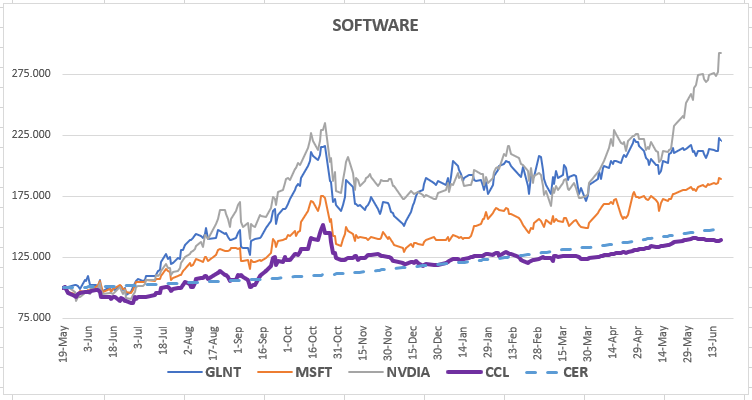 SOFTWARE
275.000
225.000
175.000
125.000
75.000
19-May
3-Jun
18-Jun
3-Jul
18-Jul
2-Aug
17-Aug
1-Sep
16-Sep
1-Oct
16-Oct
31-Oct
15-Nov
30-Nov
15-Dec
30-Dec
14-Jan
29-Jan
13-Feb
28-Feb
15-Mar
30-Mar
14-Apr
29-Apr
14-May
29-May
13-Jun
GLNT MSFT NVDIA CCL CER